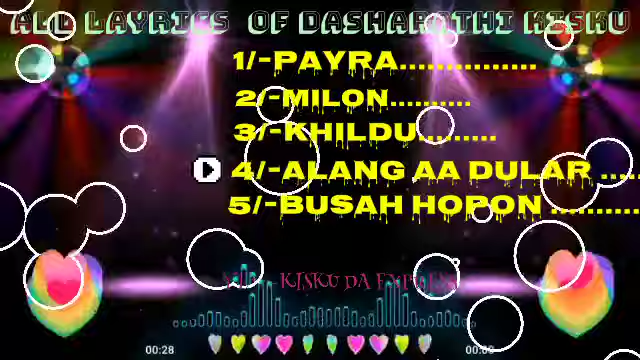 ALL LAYRICS OF DASHARATHI KISKU
1/-PAYRA...............
2/-MILON..........
3/-KHILDU.........
4/-ALANG AA DULAR .....
5/-BUSAH HOPON ...........
KISKU DA
00:28